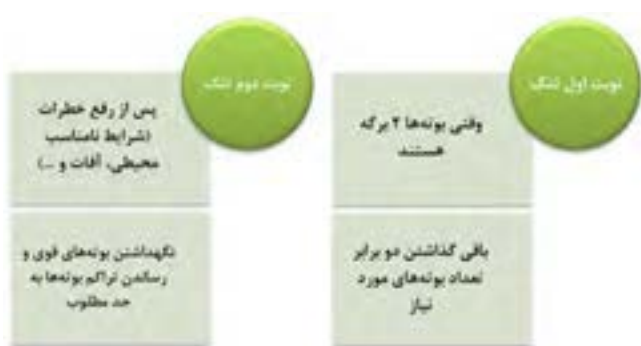 نوبت اول تنک
وقتی بوته‌ها ۲ برگه
هستند
باقی گذاشتن دو برابر
تعداد بوته‌های مورد
نیاز
نوبت دوم تنک
پس از رفع خطرات
(شرایط نامناسب
محیطی، آفات و ...)
نگهداشتن بوته‌های قوی و
رساندن تراکم بوته‌ها به
حد مطلوب